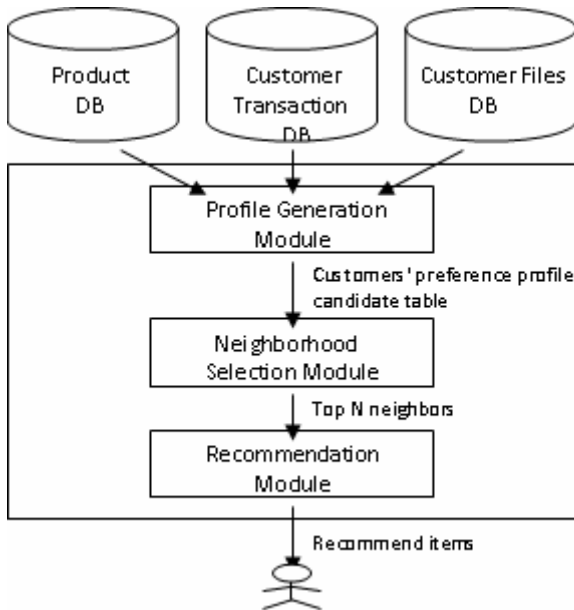 Product
DB
Customer
Transaction
DB
Customer Files
DB
Profile Generation
Module
Customers' preference profile
candidate table
Neighborhood
Selection Module
Top N neighbors
Recommendation
Module
Recommend items